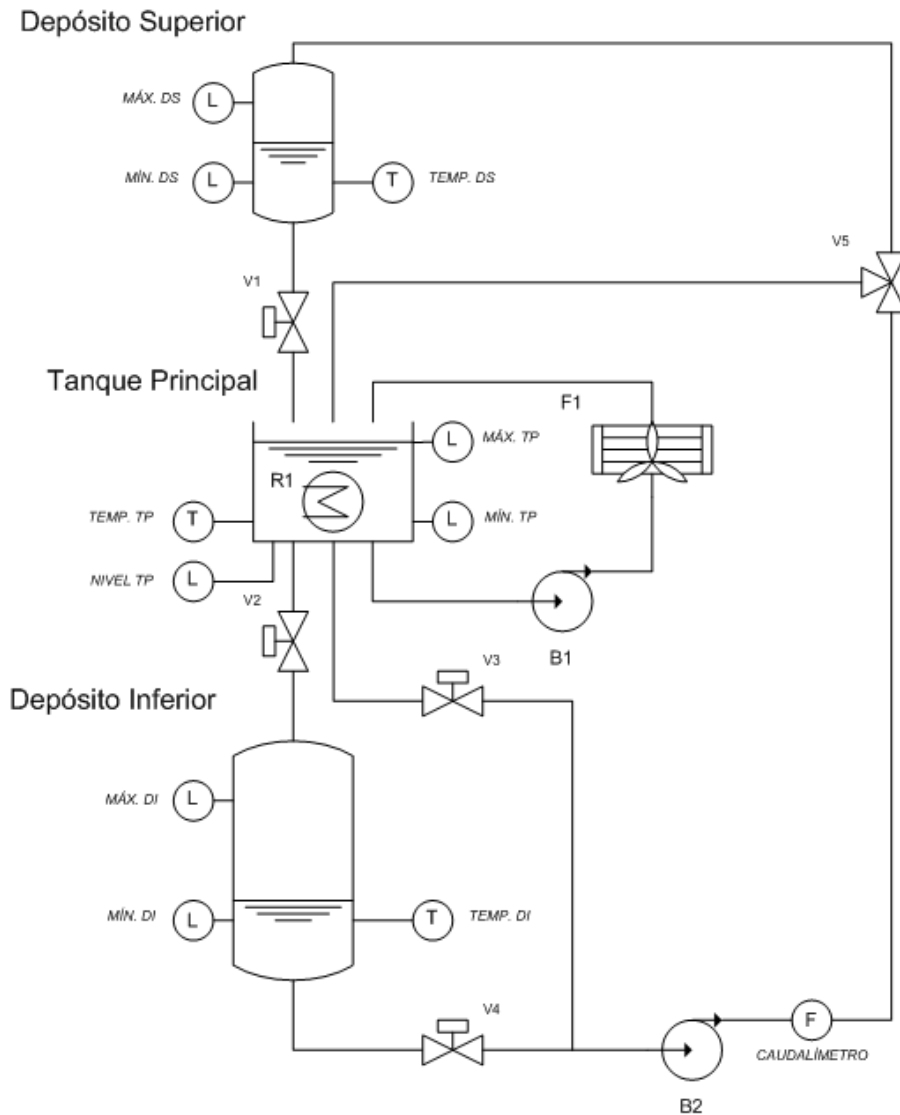 Depósito Superior
MÁX. DS
L
MÍN. DS
L
T
TEMP. DS
V5
V1
Tanque Principal
F1
L
MÁX. TP
R1
TEMP. TP
T
L
MÍN. TP
NIVEL TP
L
V2
B1
V3
Depósito Inferior
MÁX. DI
L
MÍN. DI
L
T
TEMP. DI
V4
F
CAUDALÍMETRO
B2